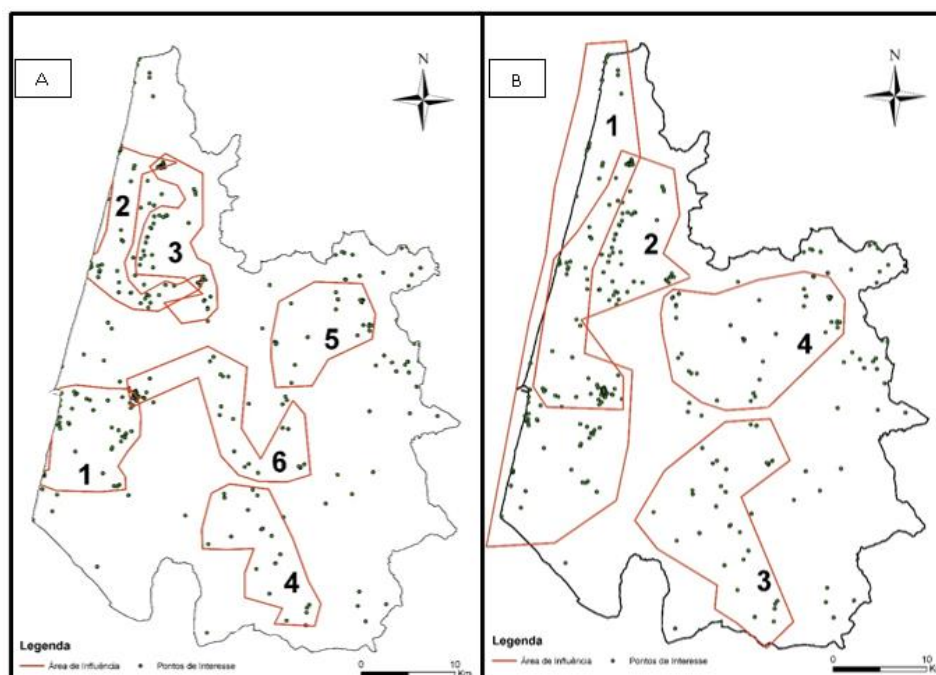 A
N
2
3
5
1
6
4
Legenda
Área de Influência
Pontos de Interesse
0
10
Km
B
N
1
2
4
3
Legenda
Área de Influência
Pontos de Interesse
0
10